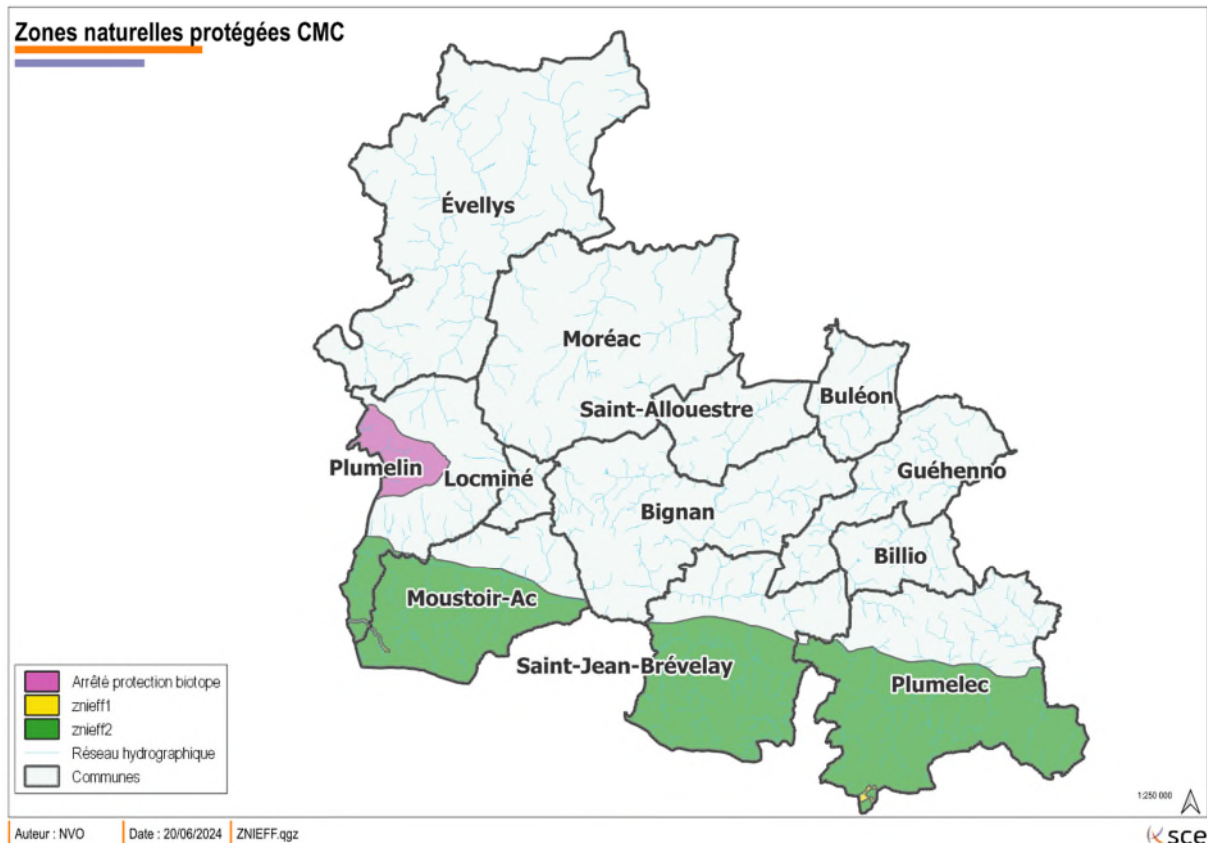 Zones naturelles protégées CMC
Évellys
Moréac
Buléon
Saint-Allouestre
Plumelin
Locminé
Guéhenno
Bignan
Billio
Moustoir-Ac
Saint-Jean-Brévelay
Plumelec
Arrêté protection biotope
znieff1
znieff2
Réseau hydrographique
Communes
1:250 000
Auteur : NVO
Date : 20/06/2024
ZNIEFF.qgz
sce